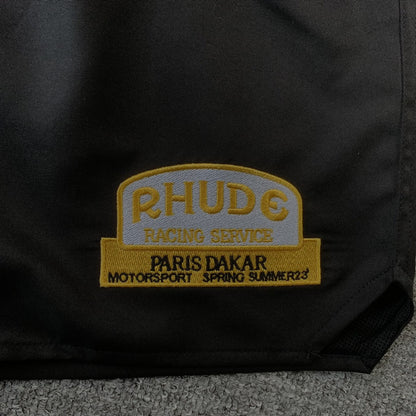 RHUDE
RACING SERVICE
PARIS DAKAR
MOTORSPORT SPRING SUMMER23'